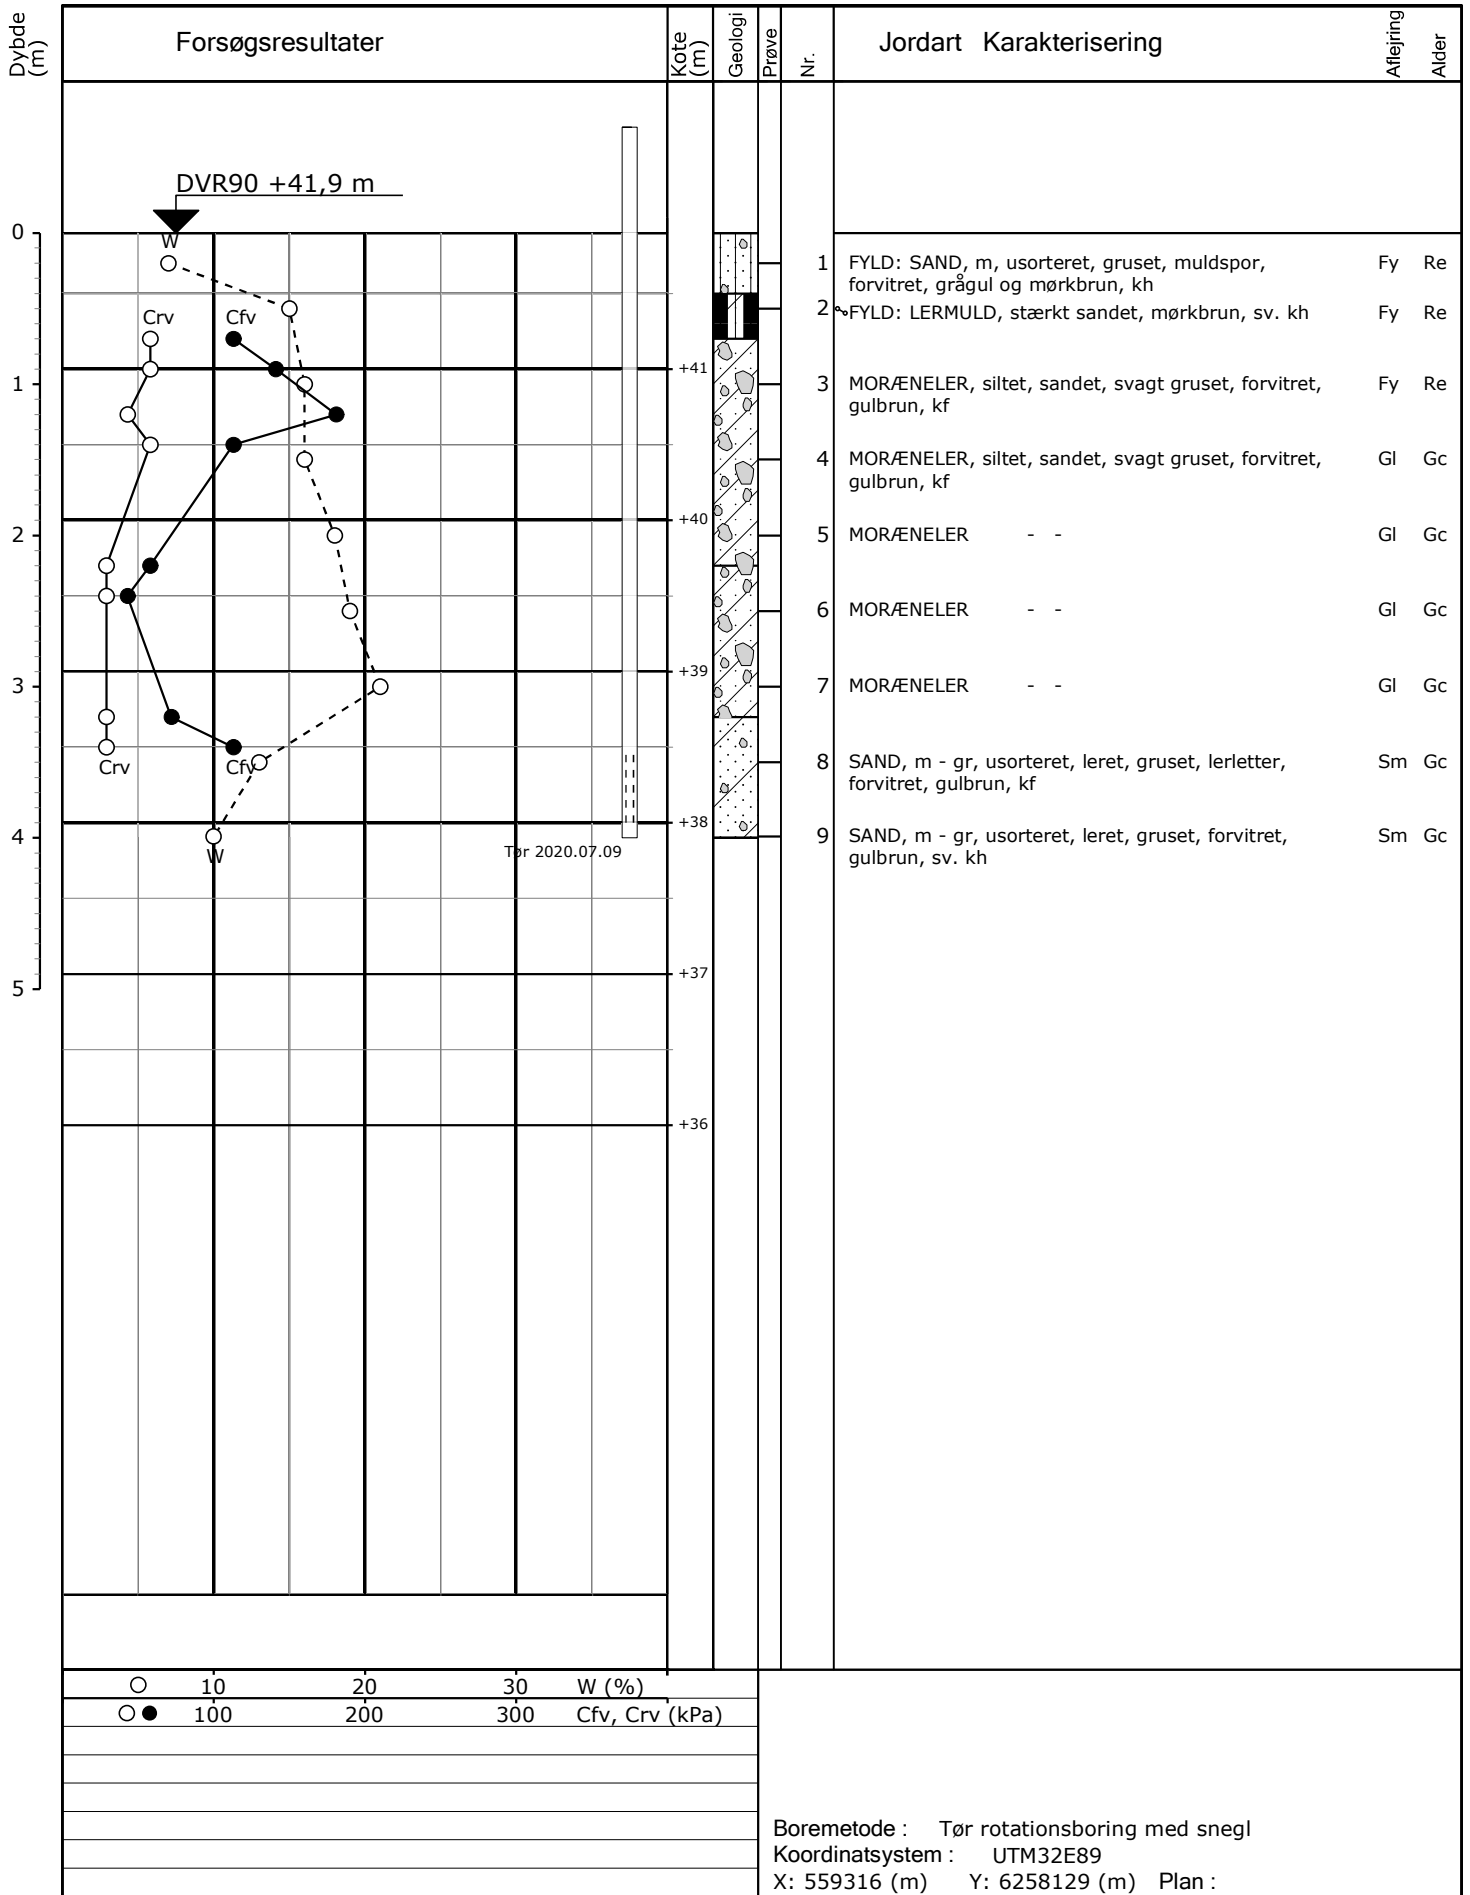 Dybde (m)
Forsøgsresultater
Kote (m)
Geologi
Prøve
Nr.
Jordart Karakterisering
Aflejring
Alder
DVR90 +41,9 m
0
W
1 FYLD: SAND, m, usorteret, gruset, muldspor, Fy Re
forvitret, grågul og mørkbrun, kh
Crv Cfv
2 FYLD: LERMULD, stærkt sandet, mørkbrun, sv. kh Fy Re
+41
1
3 MORÆNELER, siltet, sandet, svagt gruset, forvitret, Fy Re
gulbrun, kf
4 MORÆNELER, siltet, sandet, svagt gruset, forvitret, Gl Gc
gulbrun, kf
+40
2
5 MORÆNELER - - Gl Gc
6 MORÆNELER - - Gl Gc
+39
3
7 MORÆNELER - - Gl Gc
Crv Cfv
8 SAND, m - gr, usorteret, leret, gruset, lerletter, Sm Gc
forvitret, gulbrun, kf
+38
4
9 SAND, m - gr, usorteret, leret, gruset, forvitret, Sm Gc
gulbrun, sv. kh
W
Tør 2020.07.09
+37
5
+36
10 20 30 W (%)
100 200 300 Cfv, Crv (kPa)
Boremetode : Tør rotationsboring med snegl
Koordinatsystem : UTM32E89
X: 559316 (m) Y: 6258129 (m) Plan :